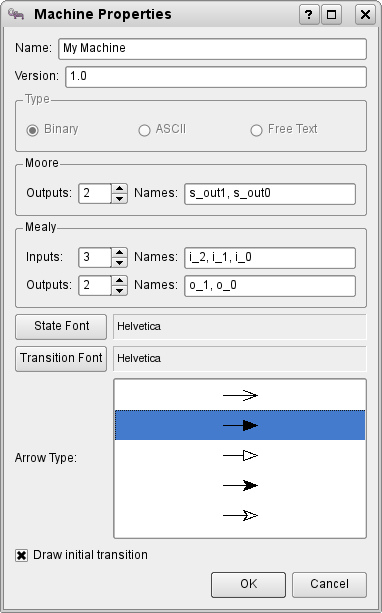 Machine Properties
Name: My Machine
Version: 1.0
Type
Binary ASCII Free Text
Moore
Outputs: 2 Names: s_out1, s_out0
Mealy
Inputs: 3 Names: i_2, i_1, i_0
Outputs: 2 Names: o_1, o_0
State Font Helvetica
Transition Font Helvetica
Arrow Type:
Draw initial transition
OK Cancel